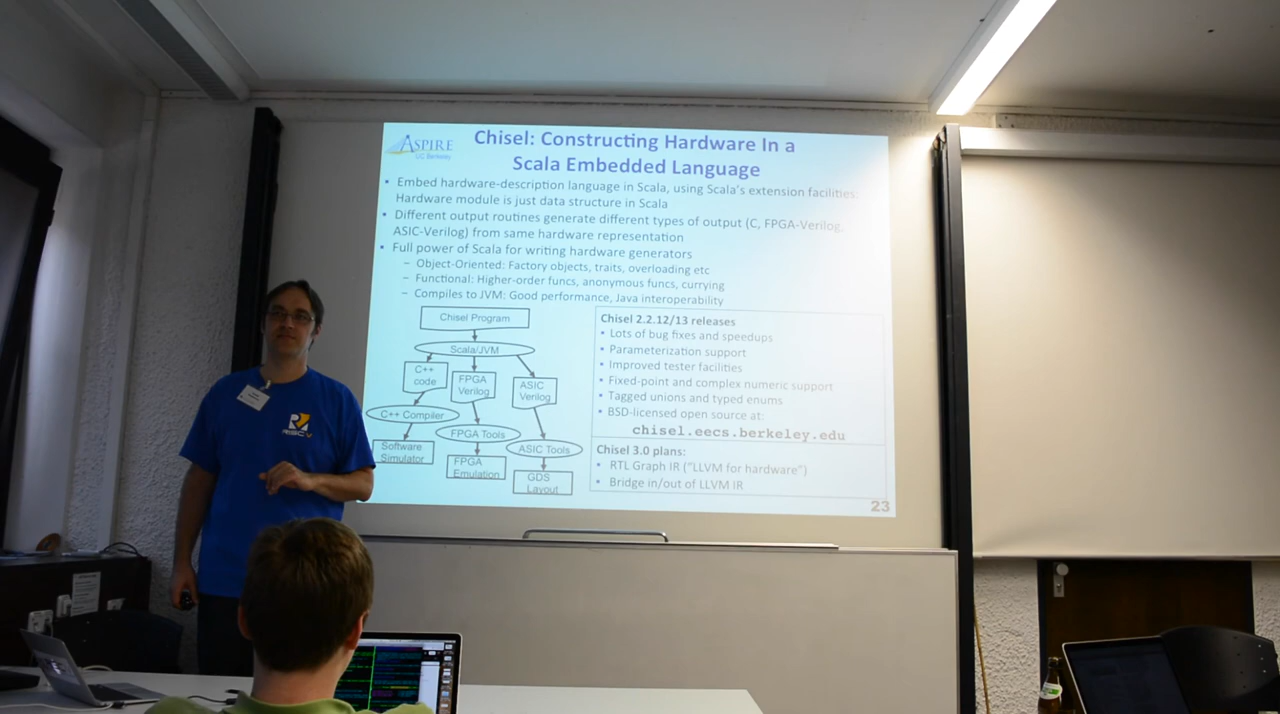 ASPIRE
UC Berkeley
Chisel: Constructing Hardware In a
Scala Embedded Language
• Embed hardware-description language in Scala, using Scala's extension facilities:
Hardware module is just data structure in Scala
• Different output routines generate different types of output (C, FPGA-Verilog,
ASIC-Verilog) from same hardware representation
• Full power of Scala for writing hardware generators
– Object-Oriented: Factory objects, traits, overloading etc
– Functional: Higher-order funcs, anonymous funcs, currying
– Compiles to JVM: Good performance, Java interoperability
Chisel Program
Scala/JVM
C++
code
FPGA
Verilog
ASIC
Verilog
C++ Compiler
FPGA Tools
ASIC Tools
Software
Simulator
FPGA
Emulation
GDS
Layout
Chisel 2.2.12/13 releases
• Lots of bug fixes and speedups
• Parameterization support
• Improved tester facilities
• Fixed-point and complex numeric support
• Tagged unions and typed enums
• BSD-licensed open source at:
chisel.eecs.berkeley.edu
Chisel 3.0 plans:
• RTL Graph IR ("LLVM for hardware")
• Bridge in/out of LLVM IR
23
RISC V